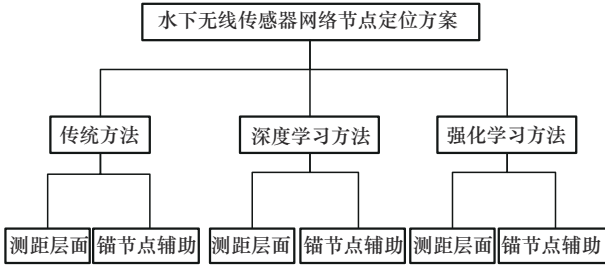 水下无线传感器网络节点定位方案
传统方法
深度学习方法
强化学习方法
测距层面
锚节点辅助
测距层面
锚节点辅助
测距层面
锚节点辅助